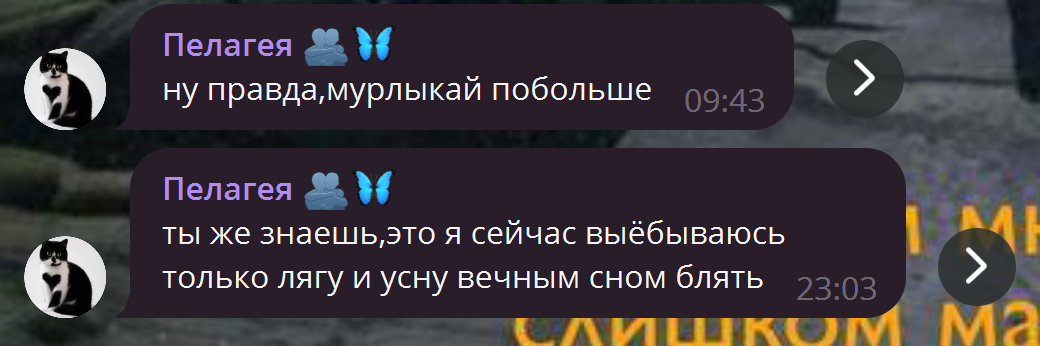 Пелагея 🫂🦋
ну правда,мурлыкай побольше
09:43
Пелагея 🫂🦋
ты же знаешь,это я сейчас выёбываюсь
только лягу и усну вечным сном блять
23:03
слишком